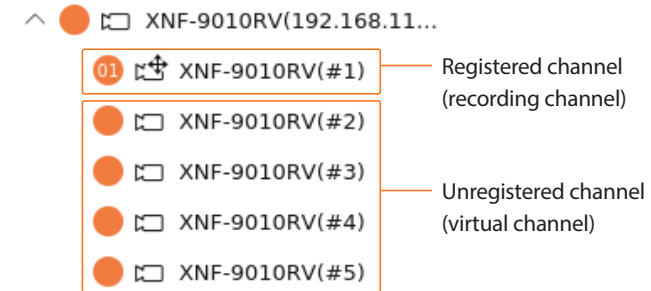 XNF-9010RV(192.168.11...
01 XNF-9010RV(#1)
Registered channel
(recording channel)
XNF-9010RV(#2)
XNF-9010RV(#3)
XNF-9010RV(#4)
XNF-9010RV(#5)
Unregistered channel
(virtual channel)